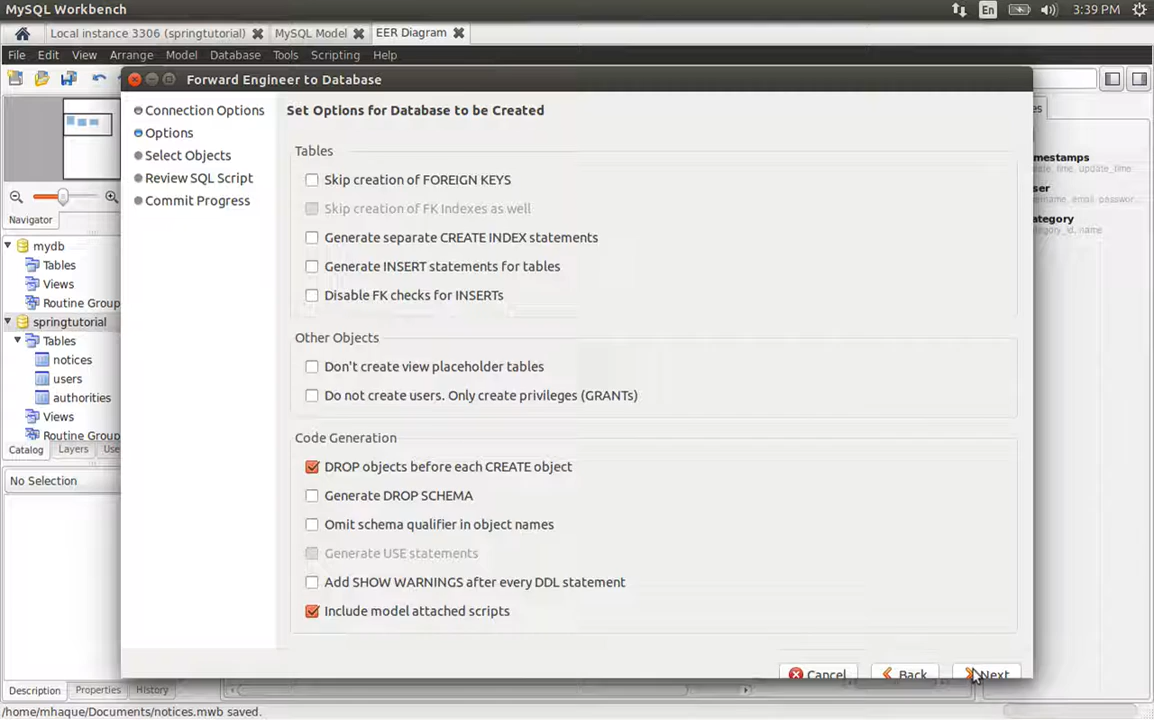 MySQL Workbench
En
3:39 PM
Local instance 3306 (springtutorial)
MySQL Model
EER Diagram
File Edit View Arrange Model Database Tools Scripting Help
Forward Engineer to Database
Connection Options
Options
Select Objects
Review SQL Script
Commit Progress
Set Options for Database to be Created
Tables
Skip creation of FOREIGN KEYS
Skip creation of FK Indexes as well
Generate separate CREATE INDEX statements
Generate INSERT statements for tables
Disable FK checks for INSERTs
Other Objects
Don't create view placeholder tables
Do not create users. Only create privileges (GRANTs)
Code Generation
DROP objects before each CREATE object
Generate DROP SCHEMA
Omit schema qualifier in object names
Generate USE statements
Add SHOW WARNINGS after every DDL statement
Include model attached scripts
Cancel Back Next
Navigator
mydb
Tables
Views
Routine Group
springtutorial
Tables
notices
users
authorities
Views
Routine Group
Catalog Layers Use
No Selection
es
mestamps
update_time
ser
email
ategory
name
Description Properties History
/home/mhaque/Documents/notices.mwb saved.